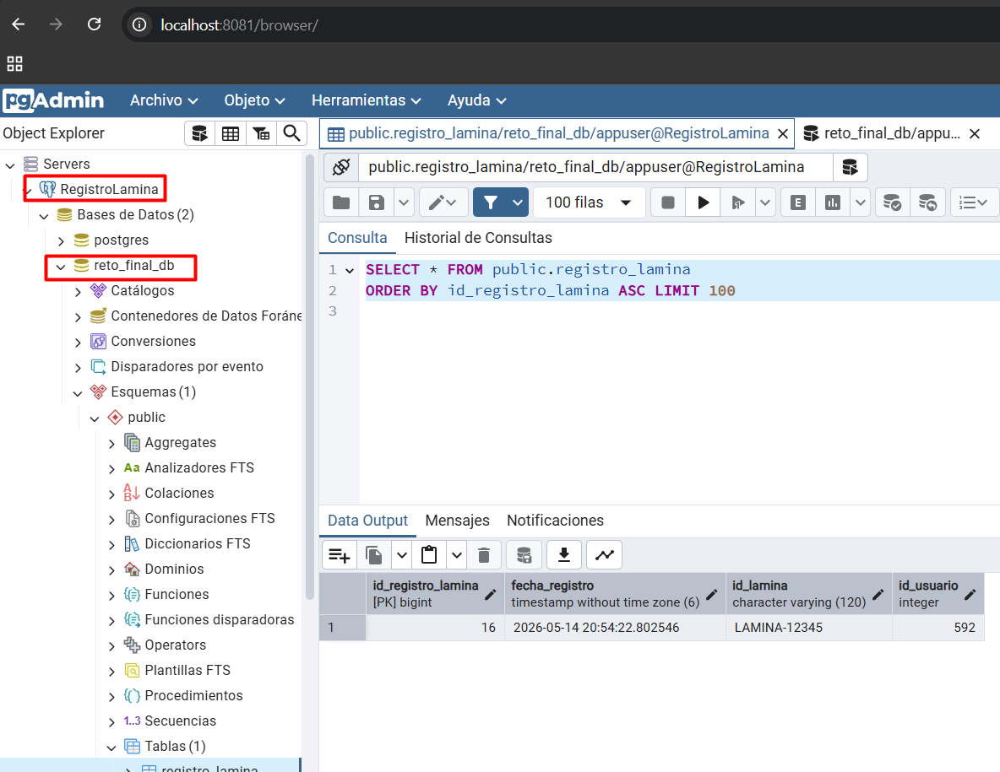 localhost:8081/browser/
pgAdmin Archivo Objeto Herramientas Ayuda
Object Explorer
public.registro_lamina/reto_final_db/appuser@RegistroLamina
reto_final_db/appu...
Servers
RegistroLamina
Bases de Datos (2)
postgres
reto_final_db
Catálogos
Contenedores de Datos Foráne
Conversiones
Disparadores por evento
Esquemas (1)
public
Aggregates
Aa Analizadores FTS
Colaciones
Configuraciones FTS
Diccionarios FTS
Dominios
Funciones
Funciones disparadoras
Operators
Plantillas FTS
Procedimientos
1..3 Secuencias
Tablas (1)
registro_lamina
public.registro_lamina/reto_final_db/appuser@RegistroLamina
100 filas
E
Consulta Historial de Consultas
1 SELECT * FROM public.registro_lamina
2 ORDER BY id_registro_lamina ASC LIMIT 100
3
Data Output Mensajes Notificaciones
id_registro_lamina fecha_registro id_lamina id_usuario
[PK] bigint timestamp without time zone (6) character varying (120) integer
1 16 2026-05-14 20:54:22.802546 LAMINA-12345 592